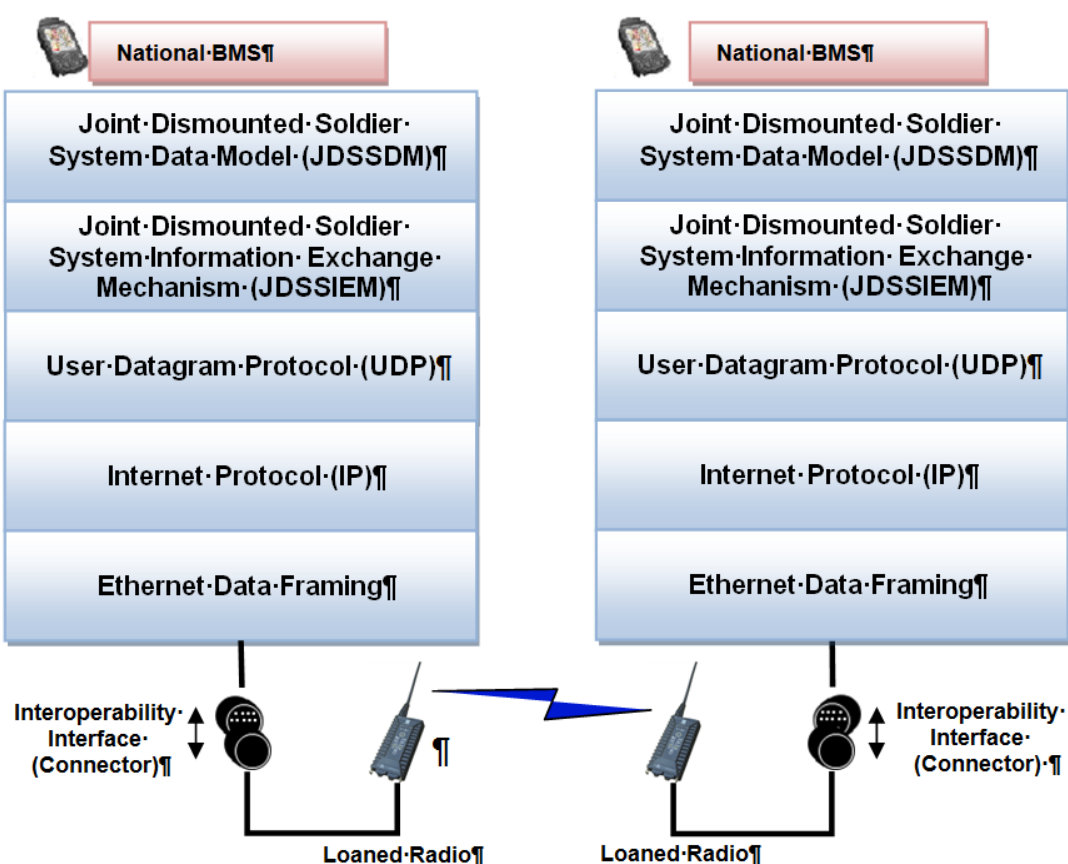 National·BMS¶
Joint·Dismounted·Soldier·
System·Data·Model·(JDSSDM)¶
Joint·Dismounted·Soldier·
System·Information·Exchange·
Mechanism·(JDSSIEM)¶
User·Datagram·Protocol·(UDP)¶
Internet·Protocol·(IP)¶
Ethernet·Data·Framing¶
Interoperability·
Interface·
(Connector)¶
¶
Loaned·Radio¶
National·BMS¶
Joint·Dismounted·Soldier·
System·Data·Model·(JDSSDM)¶
Joint·Dismounted·Soldier·
System·Information·Exchange·
Mechanism·(JDSSIEM)¶
User·Datagram·Protocol·(UDP)¶
Internet·Protocol·(IP)¶
Ethernet·Data·Framing¶
Interoperability·
Interface·
(Connector)·¶
Loaned·Radio¶